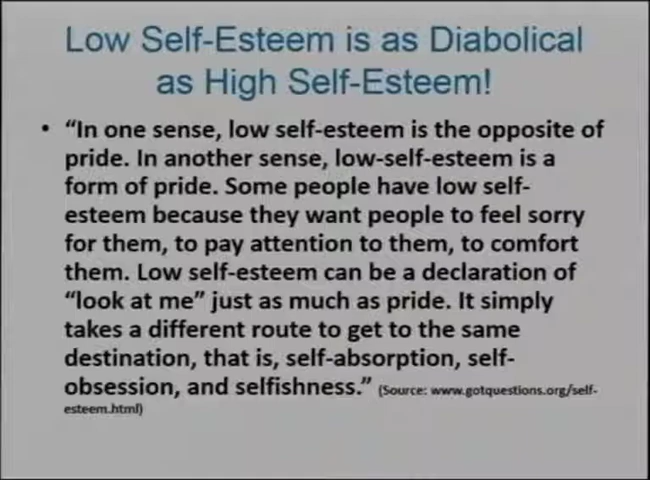 Low Self-Esteem is as Diabolical
as High Self-Esteem!
• “In one sense, low self-esteem is the opposite of
pride. In another sense, low-self-esteem is a
form of pride. Some people have low self-
esteem because they want people to feel sorry
for them, to pay attention to them, to comfort
them. Low self-esteem can be a declaration of
“look at me” just as much as pride. It simply
takes a different route to get to the same
destination, that is, self-absorption, self-
obsession, and selfishness.” (Source: www.gotquestions.org/self-
esteem.html)